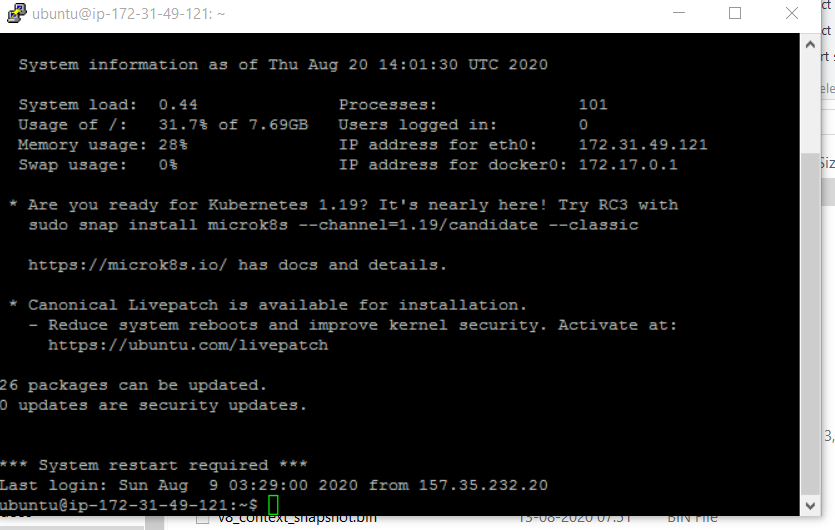 ubuntu@ip-172-31-49-121: ~
System information as of Thu Aug 20 14:01:30 UTC 2020
System load:  0.44               Processes:              101
Usage of /:   31.7% of 7.69GB   Users logged in:        0
Memory usage: 28%                IP address for eth0:    172.31.49.121
Swap usage:   0%                 IP address for docker0: 172.17.0.1
* Are you ready for Kubernetes 1.19? It's nearly here! Try RC3 with
sudo snap install microk8s --channel=1.19/candidate --classic
https://microk8s.io/ has docs and details.
* Canonical Livepatch is available for installation.
- Reduce system reboots and improve kernel security. Activate at:
https://ubuntu.com/livepatch
26 packages can be updated.
0 updates are security updates.
*** System restart required ***
Last login: Sun Aug  9 03:29:00 2020 from 157.35.232.20
ubuntu@ip-172-31-49-121:~$
v8_context_snapshot.bin 13-08-2020 07:51 BIN File